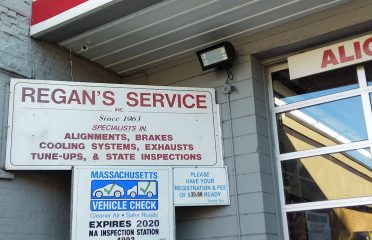 REGAN'S SERVICE
INC.
Since 1963
SPECIALISTS IN:
ALIGNMENTS, BRAKES
COOLING SYSTEMS, EXHAUSTS
TUNE-UPS, & STATE INSPECTIONS
ALIG
MASSACHUSETTS
VEHICLE CHECK
Cleaner Air • Safer Roads
EXPIRES 2020
MA INSPECTION STATION
PLEASE
HAVE YOUR
REGISTRATION & FEE
OF $35.00 READY